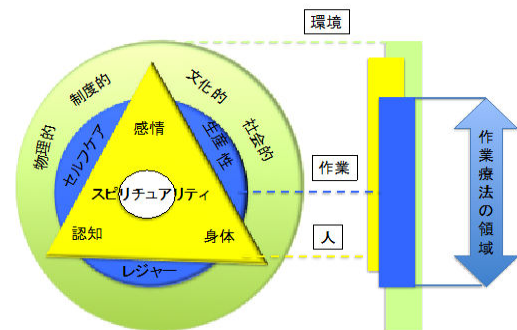 環境
制度的
文化的
物理的
社会的
感情
セルフケア
生産性
作業
スピリチュアリティ
認知
身体
人
レジャー
作業療法の領域